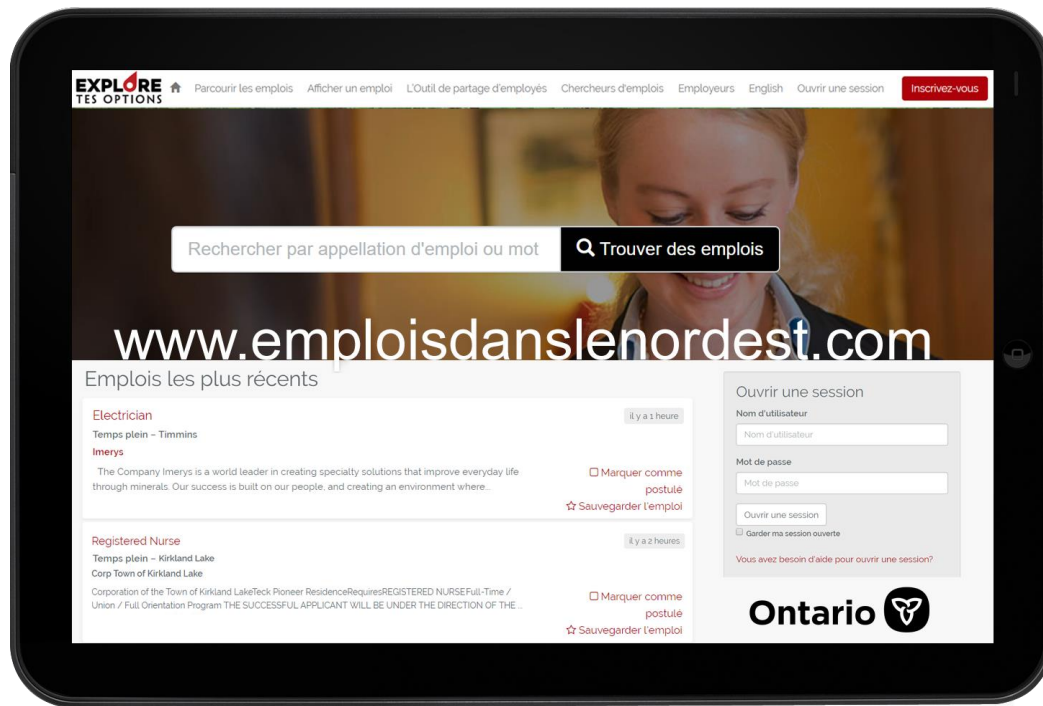 EXPLORE
TES OPTIONS
Parcourir les emplois Afficher un emploi L'Outil de partage d'employés Chercheurs d'emplois Employeurs English Ouvrir une session Inscrivez-vous
Rechercher par appellation d'emploi ou mot Trouver des emplois
www.emploisdanslenordest.com
Emplois les plus récents
Electrician
il y a 1 heure
Temps plein – Timmins
Imerys
The Company Imerys is a world leader in creating specialty solutions that improve everyday life
through minerals. Our success is built on our people, and creating an environment where...
Marquer comme
postulé
Sauvegarder l'emploi
Registered Nurse
il y a 2 heures
Temps plein – Kirkland Lake
Corp Town of Kirkland Lake
Corporation of the Town of Kirkland LakeTeck Pioneer ResidenceRequiresREGISTERED NURSEFull-Time /
Union / Full Orientation Program THE SUCCESSFUL APPLICANT WILL BE UNDER THE DIRECTION OF THE ...
Marquer comme
postulé
Sauvegarder l'emploi
Ouvrir une session
Nom d'utilisateur
Nom d'utilisateur
Mot de passe
Mot de passe
Ouvrir une session
Garder ma session ouverte
Vous avez besoin d'aide pour ouvrir une session?
Ontario